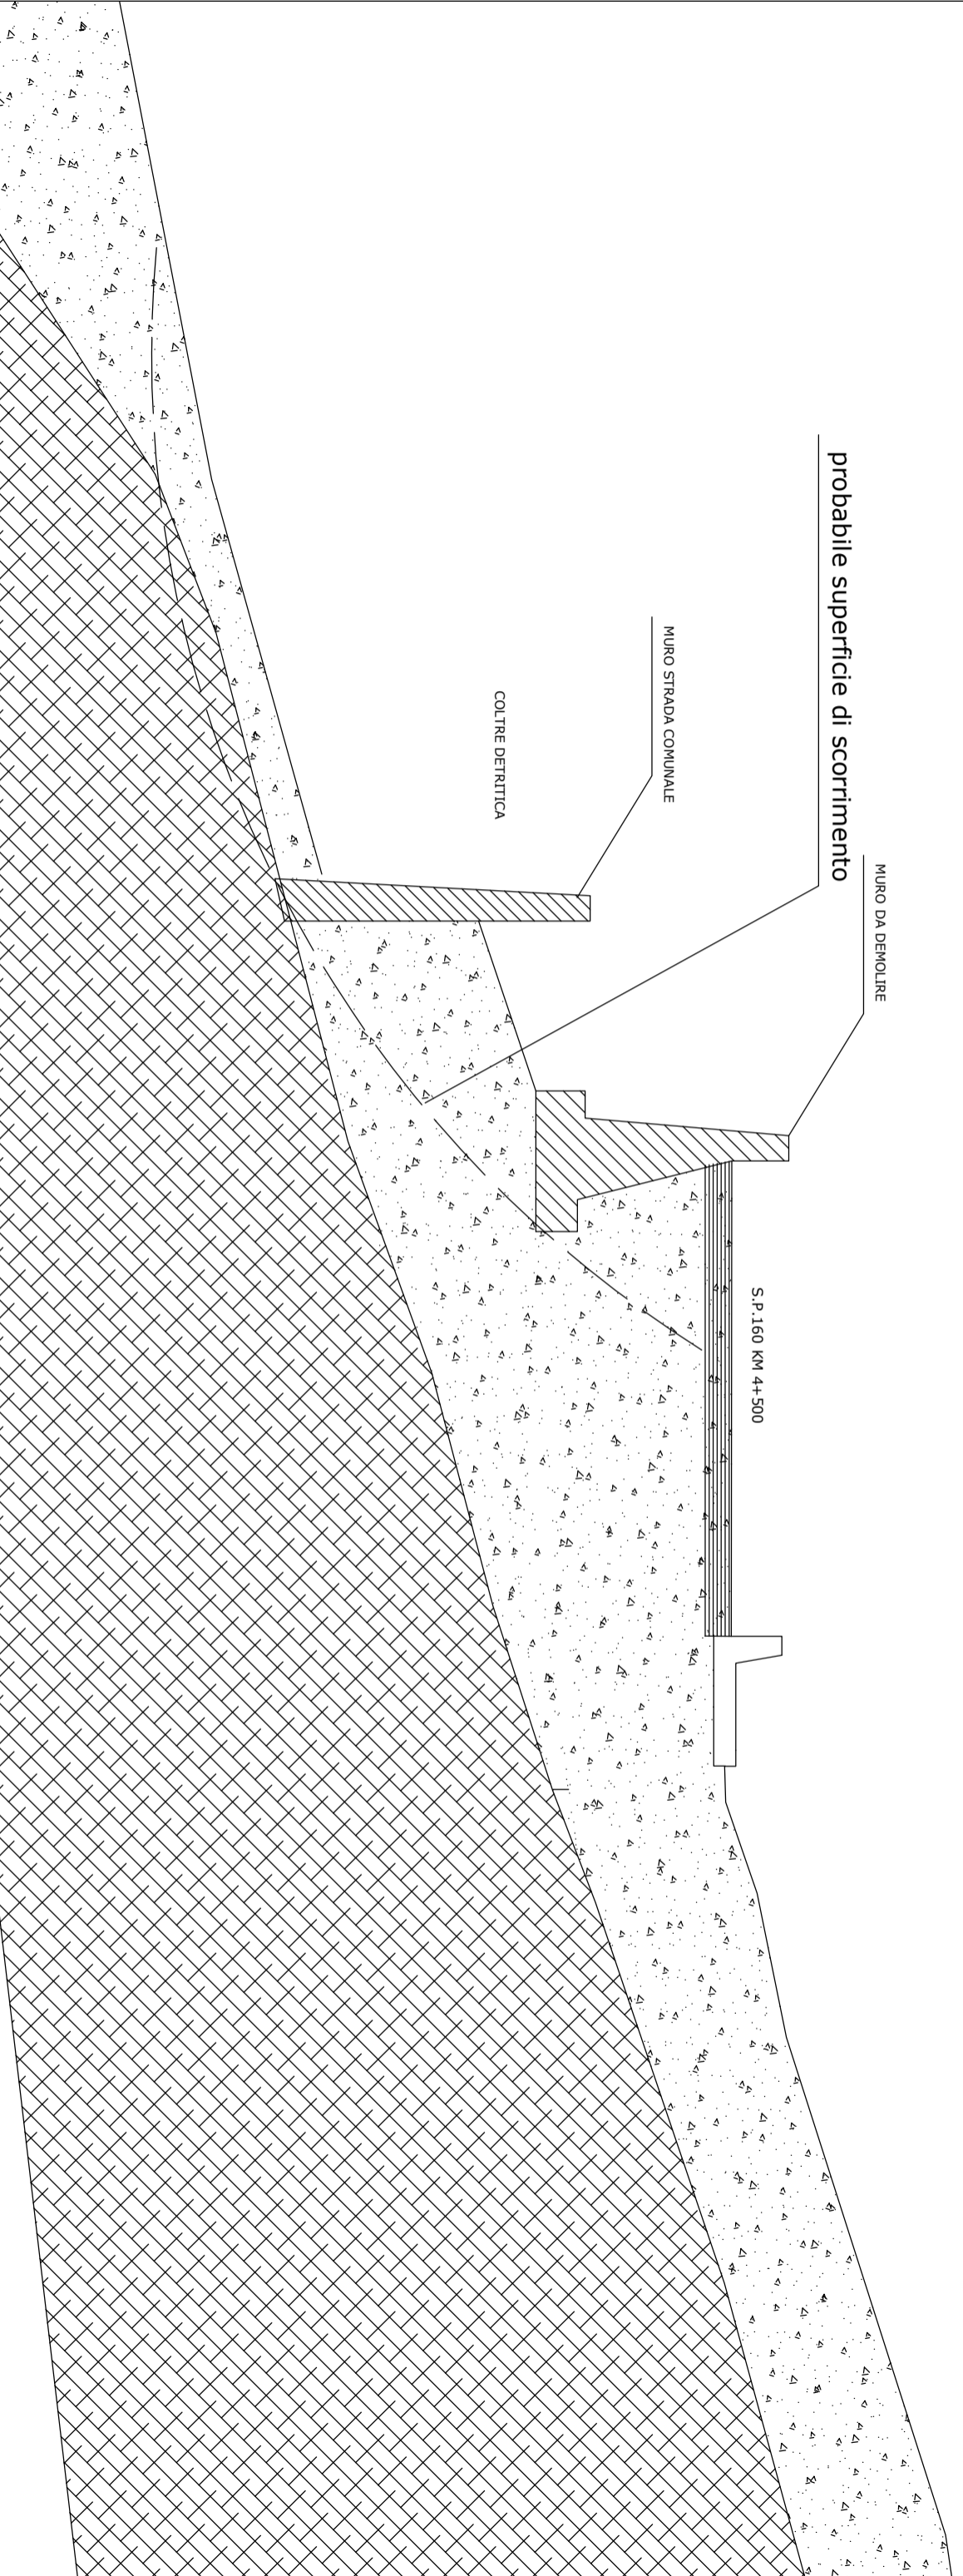 MURO DA DEMOLIRE
probabile superficie di scorrimento
S.P.160 KM 4+500
MURO STRADA COMUNALE
COLTRE DETRITICA